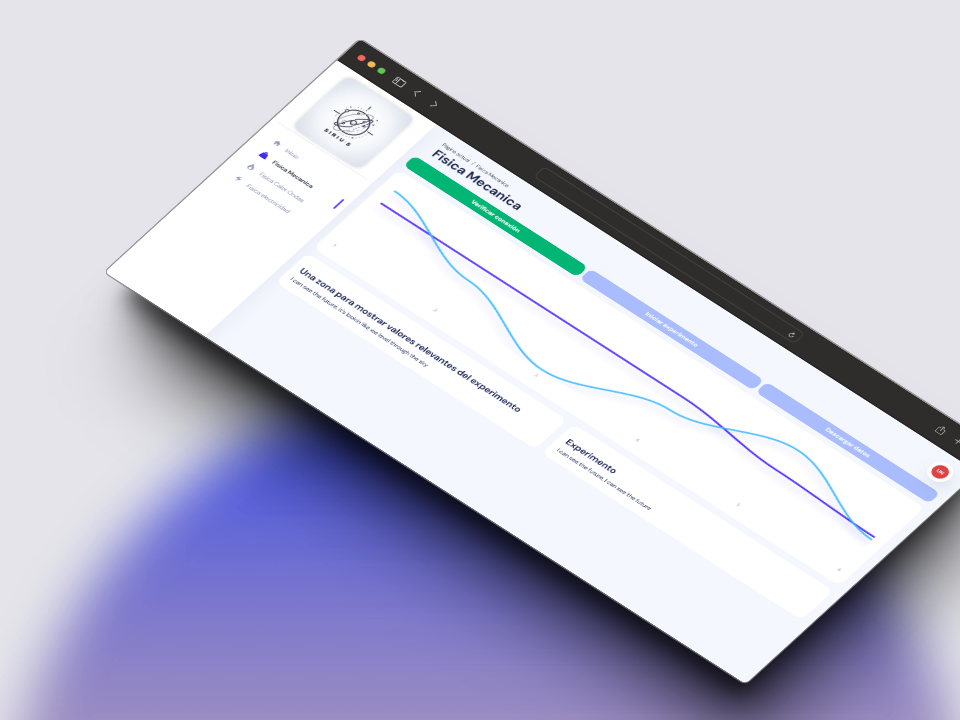 SIRIUS
Inicio
Fisica Mecanica
Fisica Calor Ondas
Fisica electricidad
Pagina actual / Fisica Mecanica
Fisica Mecanica
Verificar conexión
Iniciar experimento
Descargar datos
1
2
3
4
5
6
Una zona para mostrar valores relevantes del experimento
I can see the future, it's lookin like we level through the sky
Experimento
I can see the future, I can see the future